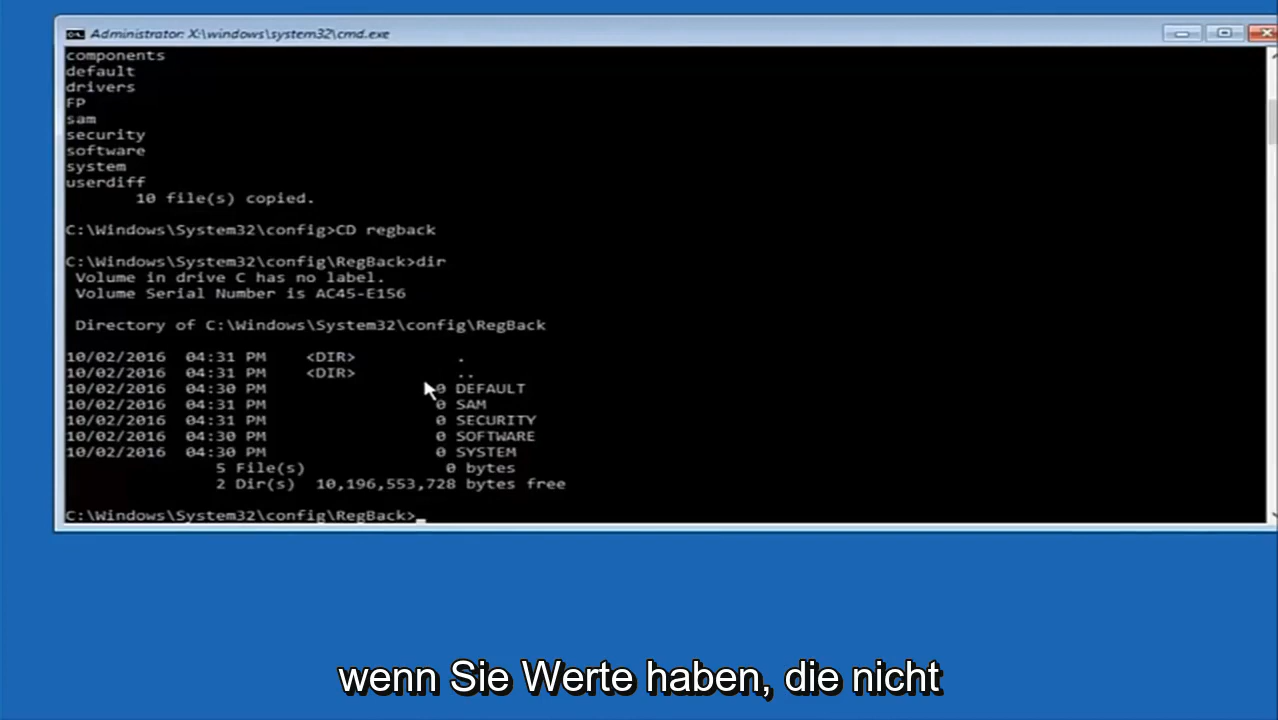 Administrator: X:\windows\system32\cmd.exe
components
default
drivers
FP
sam
security
software
system
userdiff
10 file(s) copied.
C:\Windows\System32\config>CD regback
C:\Windows\System32\config\RegBack>dir
Volume in drive C has no label.
Volume Serial Number is AC45-E156
Directory of C:\Windows\System32\config\RegBack
10/02/2016 04:31 PM <DIR> .
10/02/2016 04:31 PM <DIR> ..
10/02/2016 04:30 PM 0 DEFAULT
10/02/2016 04:31 PM 0 SAM
10/02/2016 04:31 PM 0 SECURITY
10/02/2016 04:30 PM 0 SOFTWARE
10/02/2016 04:30 PM 0 SYSTEM
5 File(s) 0 bytes
2 Dir(s) 10,196,553,728 bytes free
C:\Windows\System32\config\RegBack>_
wenn Sie Werte haben, die nicht